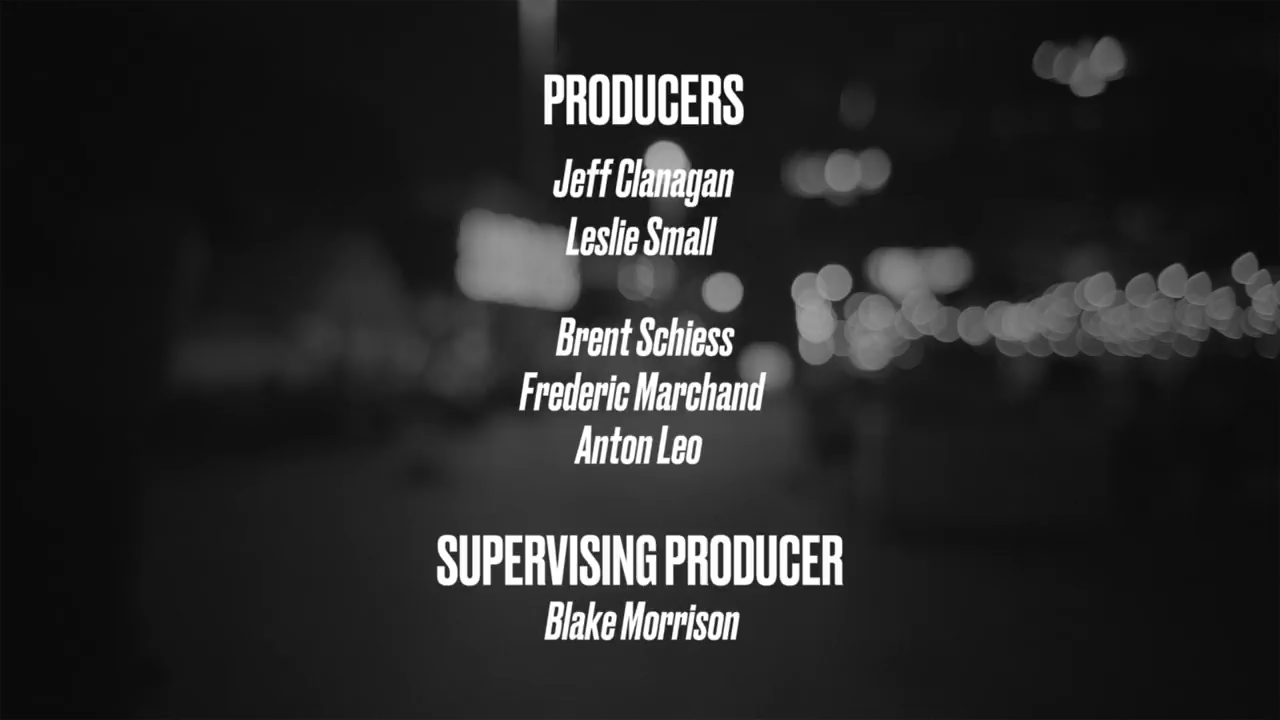 PRODUCERS
Jeff Clanagan
Leslie Small
Brent Schiess
Frederic Marchand
Anton Leo
SUPERVISING PRODUCER
Blake Morrison